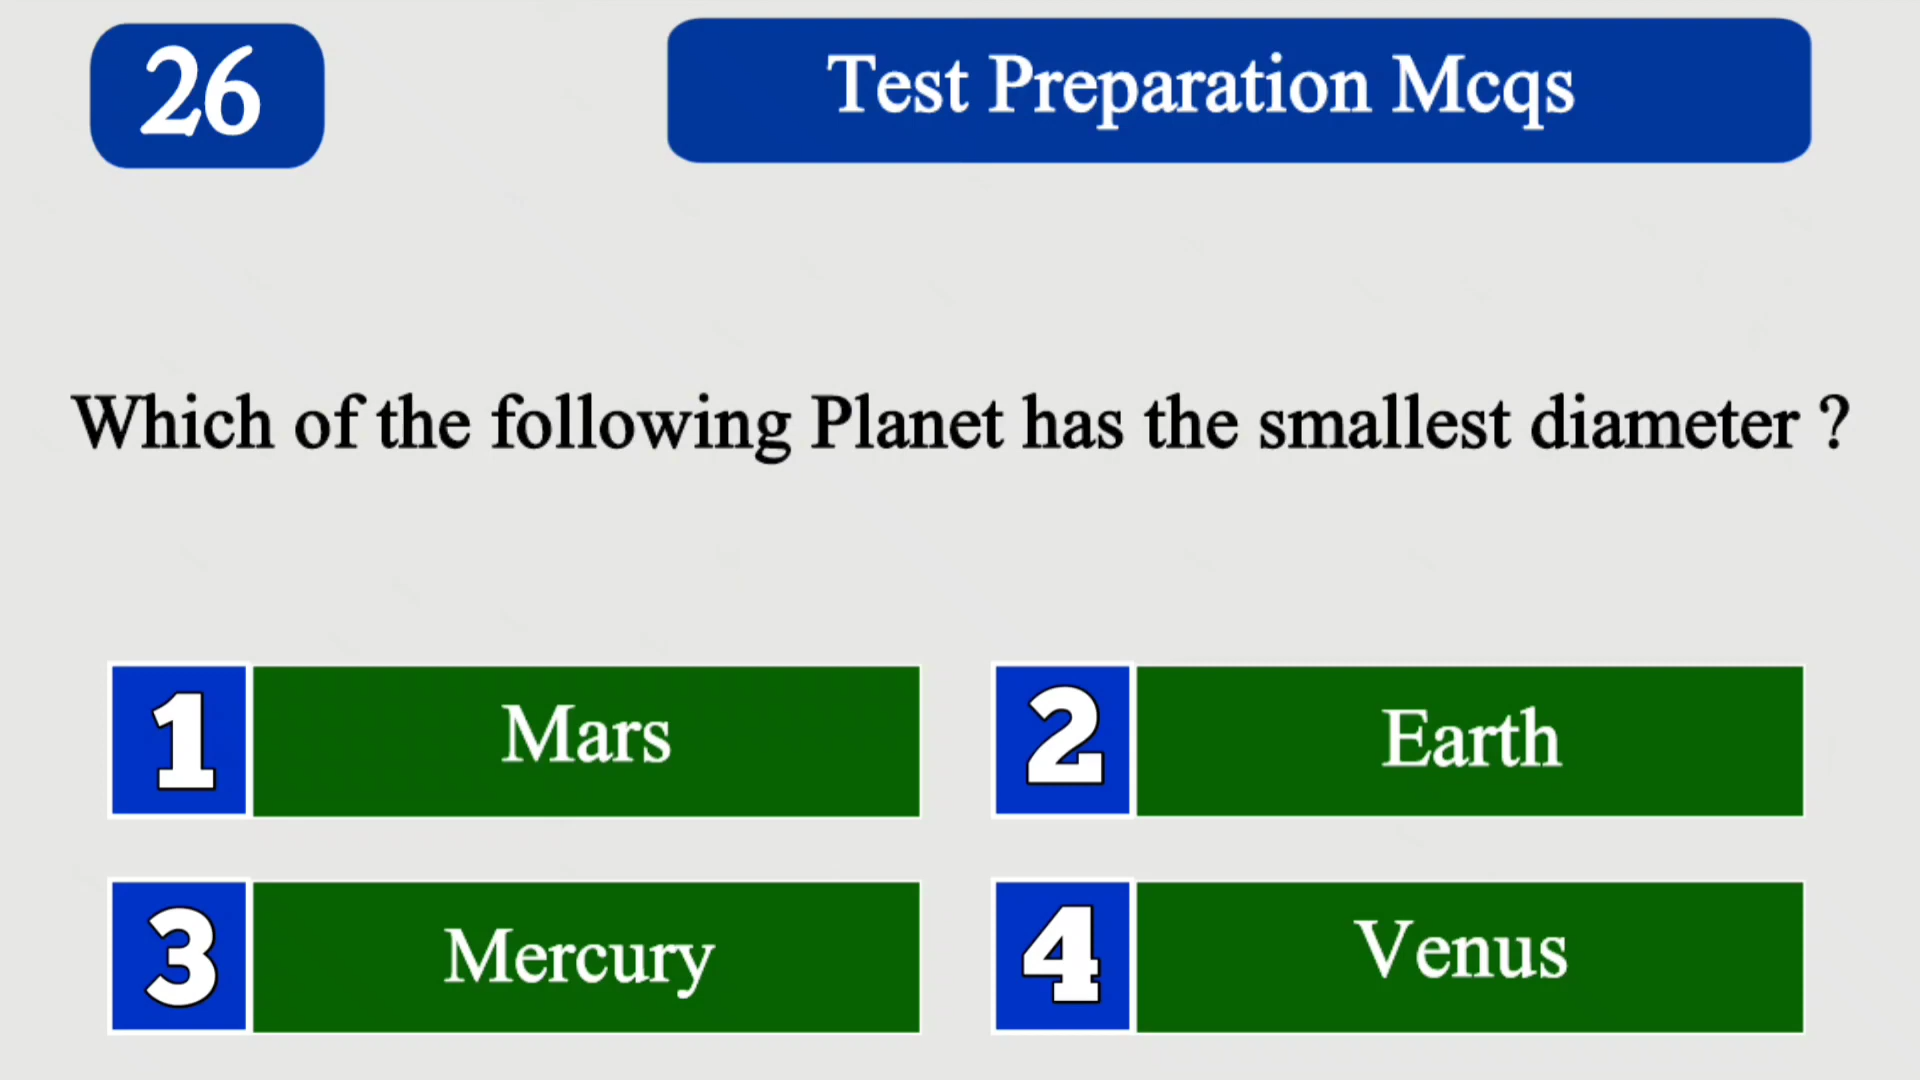 26
Test Preparation Mcqs
Which of the following Planet has the smallest diameter ?
1 Mars
2 Earth
3 Mercury
4 Venus